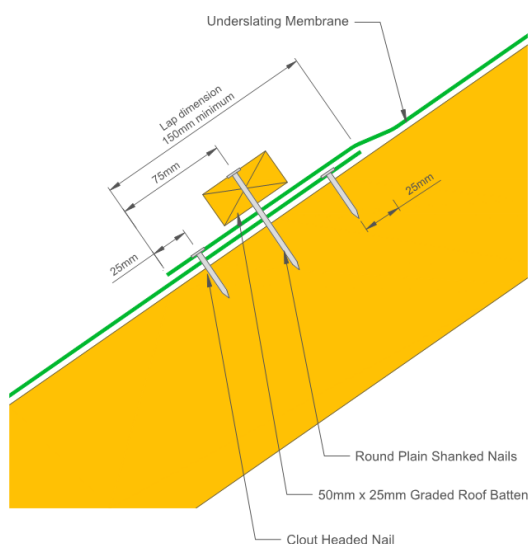 Underslating Membrane
Lap dimension
150mm minimum
75mm
25mm
25mm
Round Plain Shanked Nails
50mm x 25mm Graded Roof Batten
Clout Headed Nail